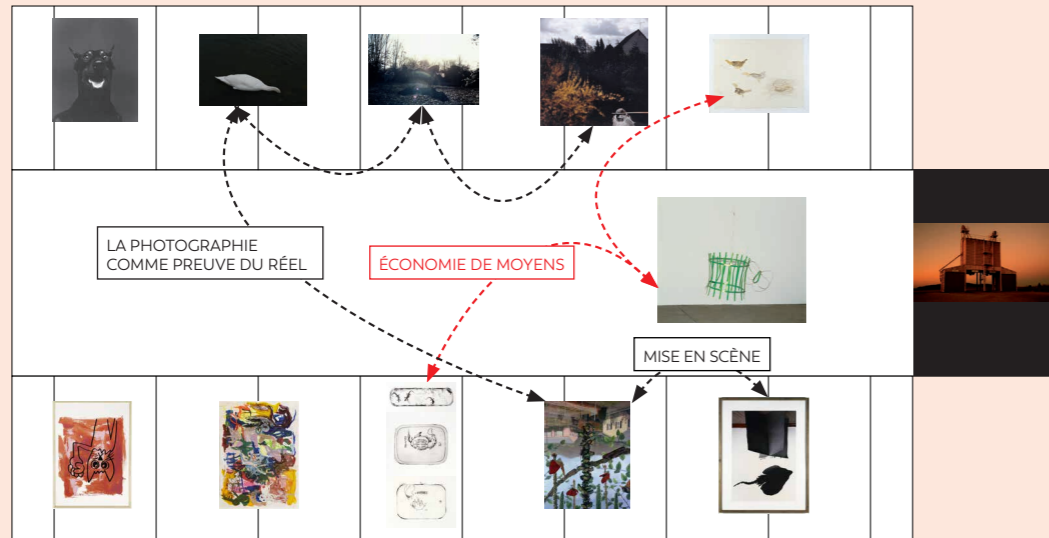 LA PHOTOGRAPHIE
COMME PREUVE DU RÉEL
ÉCONOMIE DE MOYENS
MISE EN SCÈNE